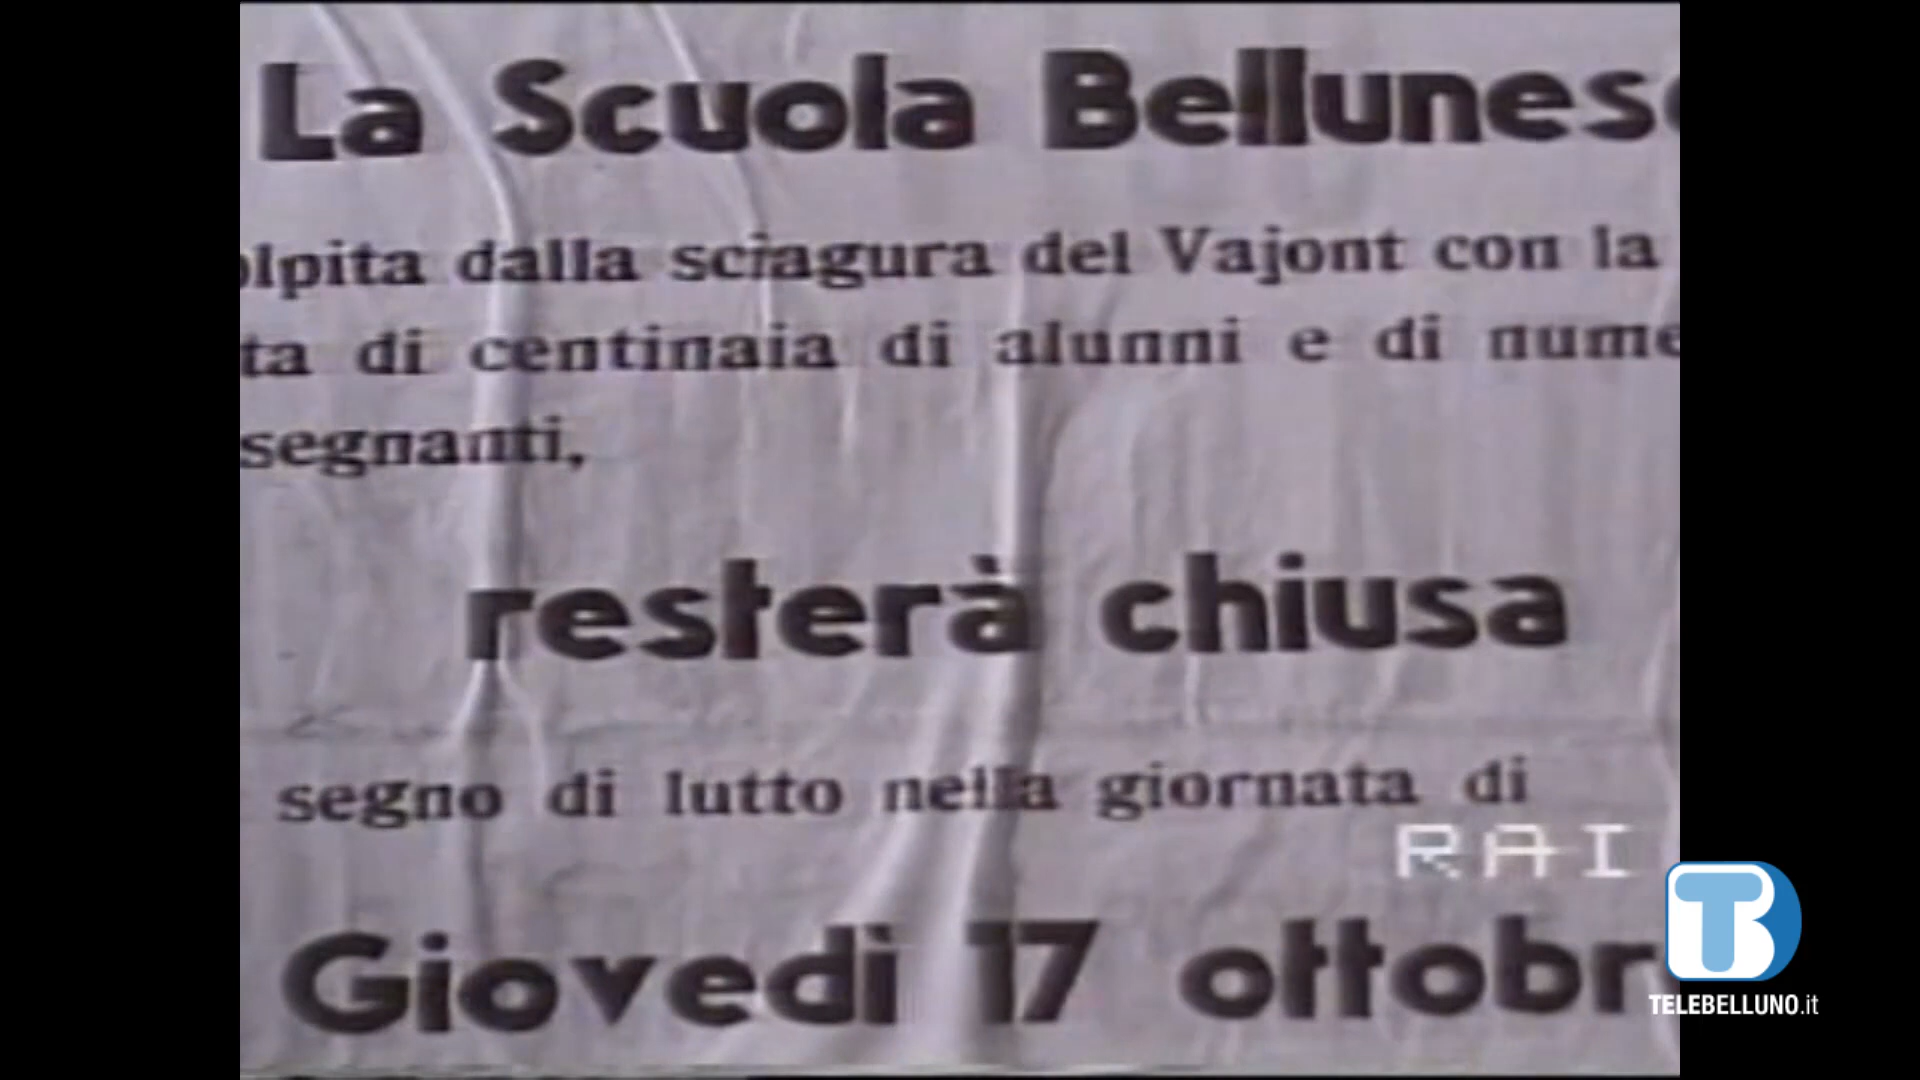 La Scuola Bellunese
olpita dalla sciagura del Vajont con la
ta di centinaia di alunni e di nume
segnanti,
resterà chiusa
segno di lutto nella giornata di
RAI
Giovedì 17 ottobr
TB
TELEBELLUNO.it